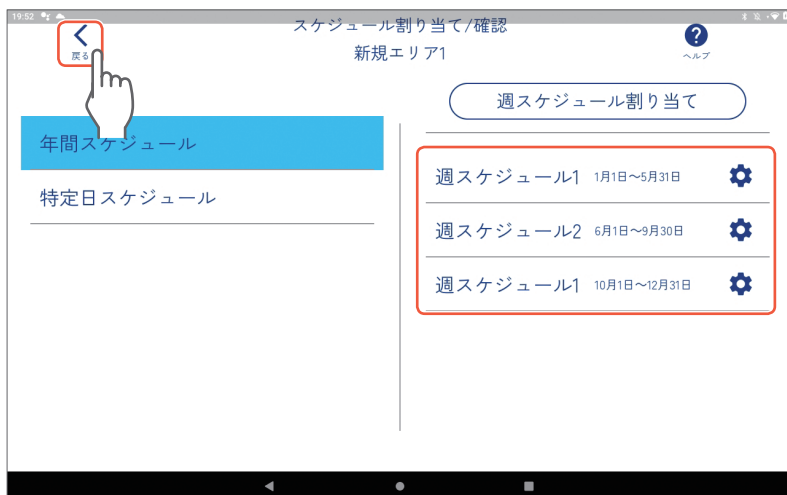 19:52
スケジュール割り当て/確認
新規エリア1
戻る
ヘルプ
週スケジュール割り当て
年間スケジュール
特定日スケジュール
週スケジュール1 1月1日～5月31日
週スケジュール2 6月1日～9月30日
週スケジュール1 10月1日～12月31日